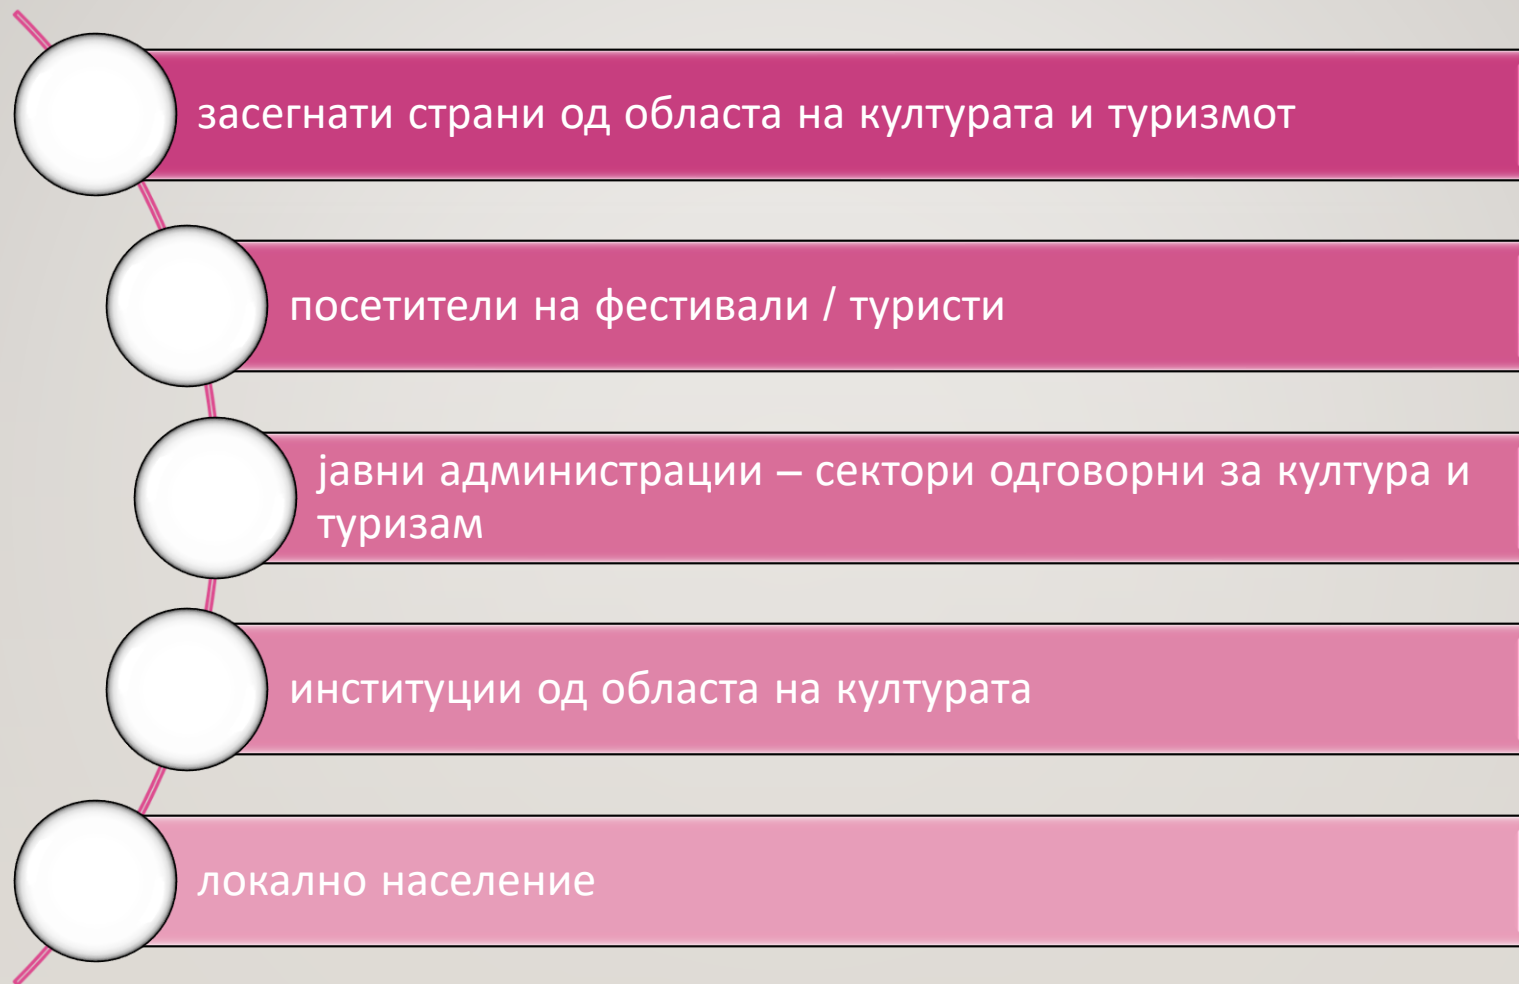 засегнати страни од областа на културата и туризмот
посетители на фестивали / туристи
јавни администрации – сектори одговорни за култура и
туризам
институции од областа на културата
локално население